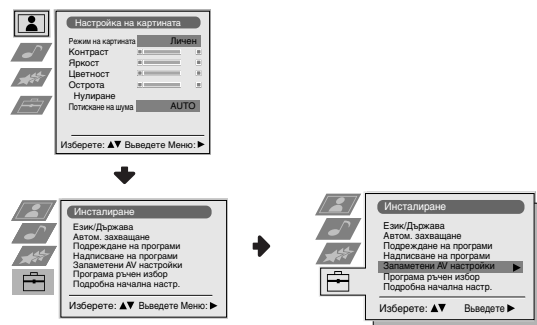 Настройка на картината
Режим на картината Личен
Контраст
Яркост
Цветност
Острота
Нулиране
Потискане на шума AUTO
Изберете: ▲▼ Въведете Меню: ▶
Инсталиране
Език/Държава
Автом. захващане
Подреждане на програми
Надписване на програми
Запаметени AV настройки
Програма ръчен избор
Подробна начална настр.
Изберете: ▲▼ Въведете Меню: ▶
Инсталиране
Език/Държава
Автом. захващане
Подреждане на програми
Надписване на програми
Запаметени AV настройки ▶
Програма ръчен избор
Подробна начална настр.
Изберете: ▲▼ Въведете ▶